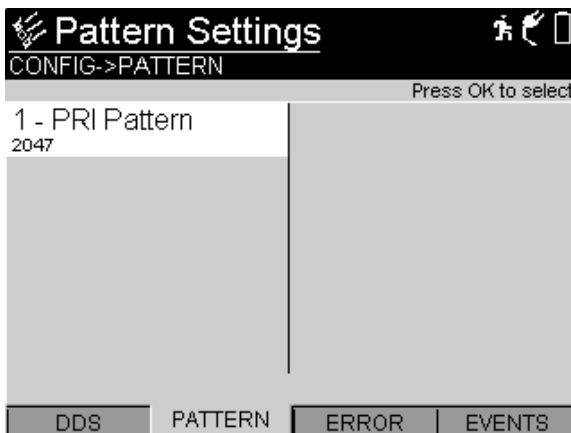 Pattern Settings
CONFIG->PATTERN
Press OK to select
1 - PRI Pattern
2047
DDS PATTERN ERROR EVENTS